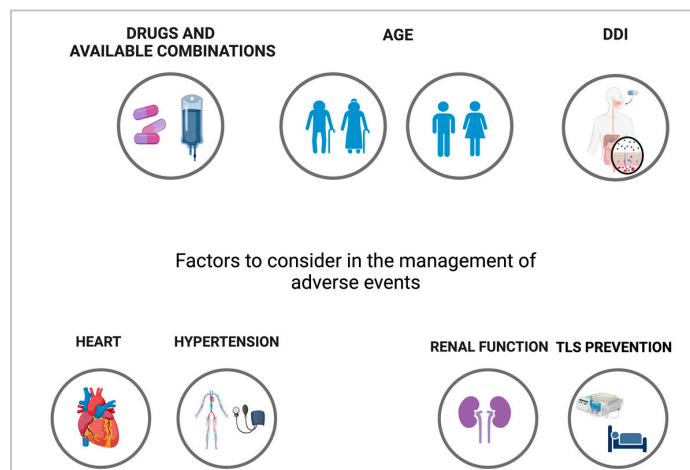 DRUGS AND
AVAILABLE COMBINATIONS
AGE
DDI
Factors to consider in the management of
adverse events
HEART
HYPERTENSION
RENAL FUNCTION
TLS PREVENTION